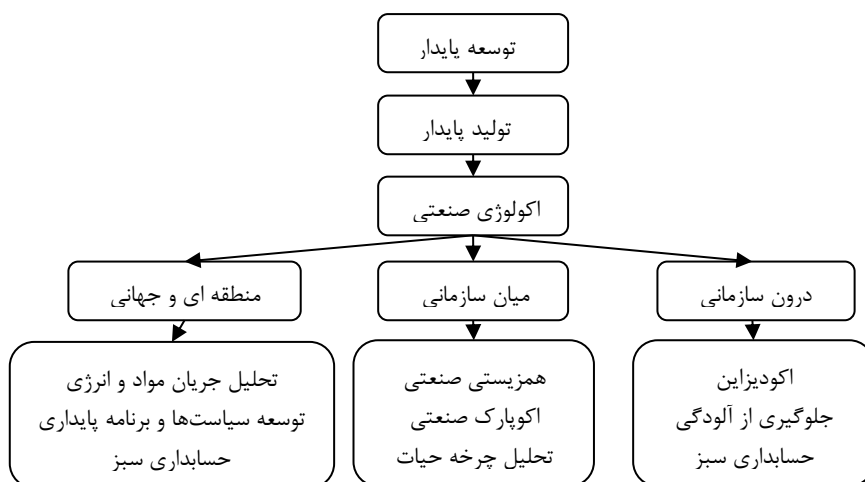 توسعه پایدار
تولید پایدار
اکولوژی صنعتی
درون سازمانی
میان سازمانی
منطقه ای و جهانی
اکودیزاین
جلوگیری از آلودگی
حسابداری سبز
همزیستی صنعتی
اکوپارک صنعتی
تحلیل چرخه حیات
تحلیل جریان مواد و انرژی
توسعه سیاست‌ها و برنامه پایداری
حسابداری سبز